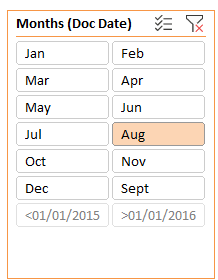 Months (Doc Date)
Jan Feb
Mar Apr
May Jun
Jul Aug
Oct Nov
Dec Sept
<01/01/2015 >01/01/2016